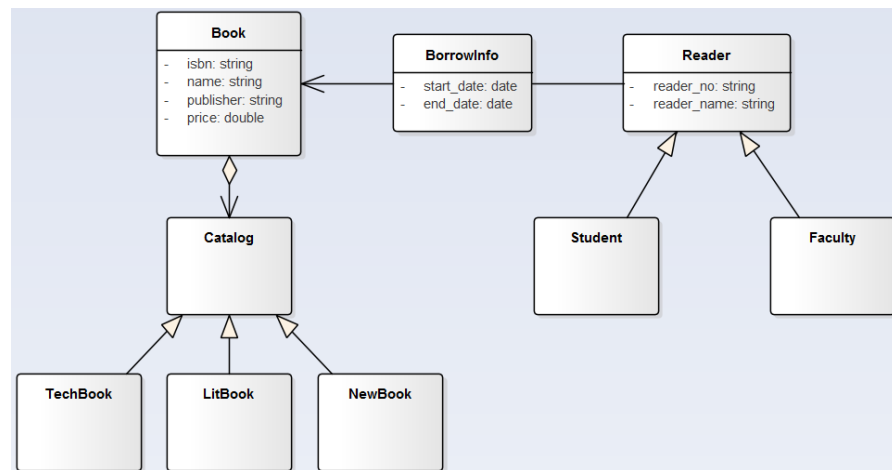 Book
- isbn: string
- name: string
- publisher: string
- price: double
BorrowInfo
- start_date: date
- end_date: date
Reader
- reader_no: string
- reader_name: string
Catalog
Student
Faculty
TechBook
LitBook
NewBook